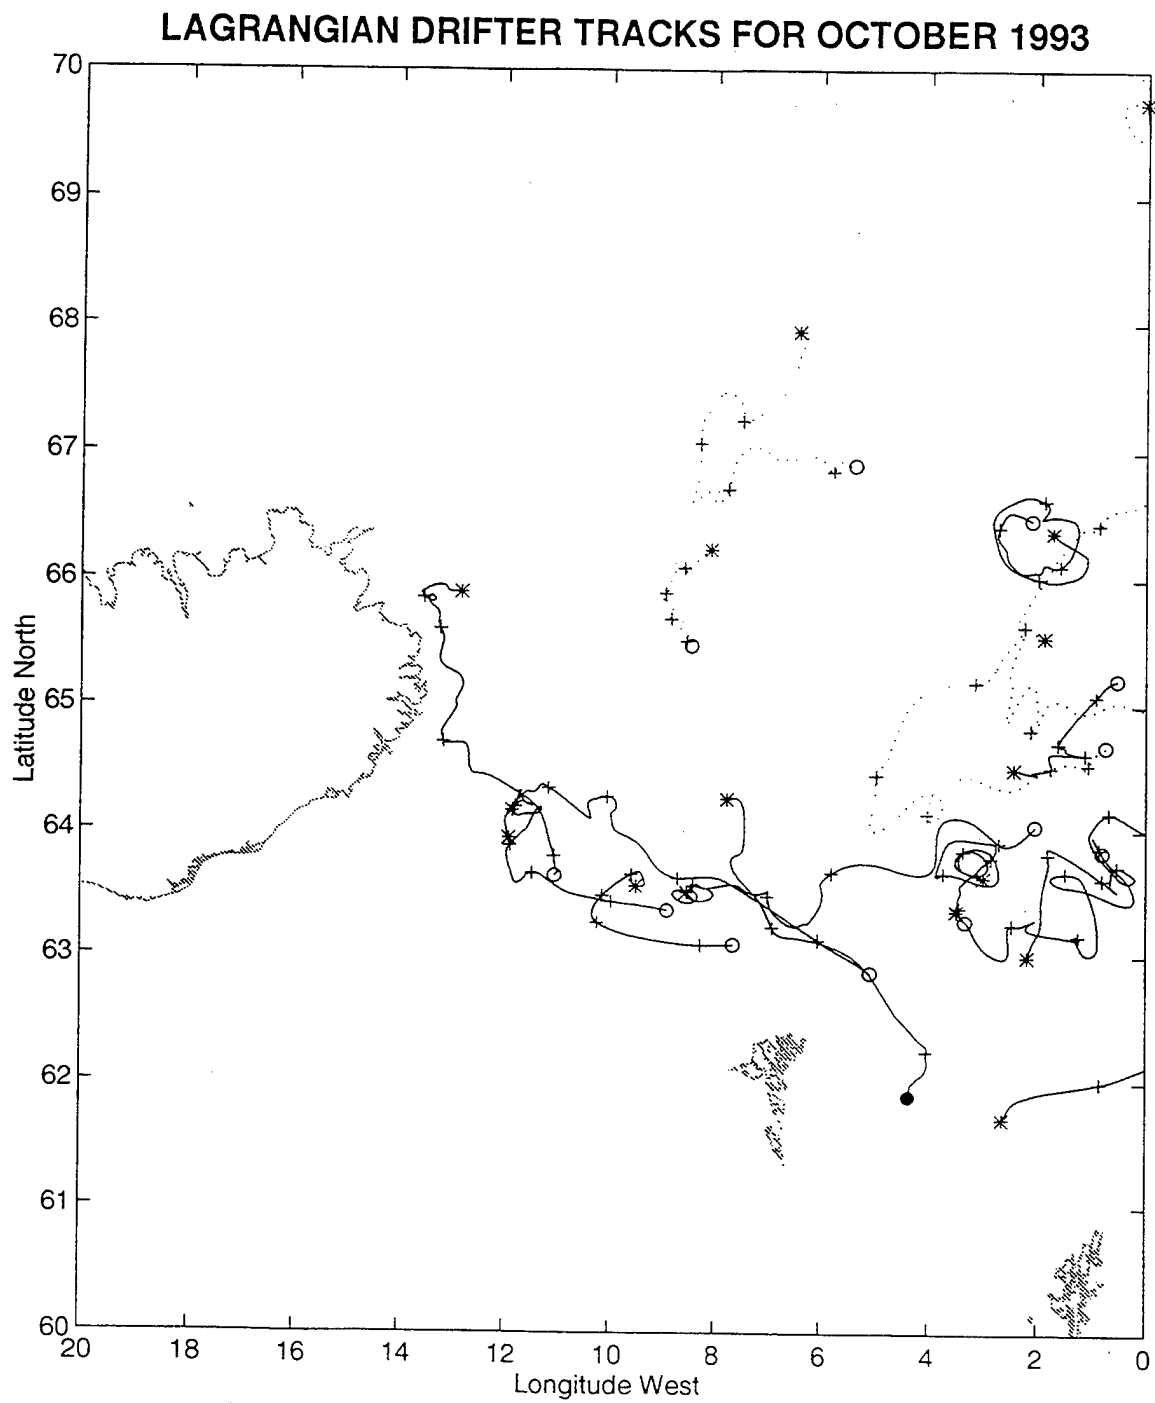 LAGRANGIAN DRIFTER TRACKS FOR OCTOBER 1993
70
69
68
67
66
65
64
63
62
61
60
Latitude North
20 18 16 14 12 10 8 6 4 2 0
Longitude West